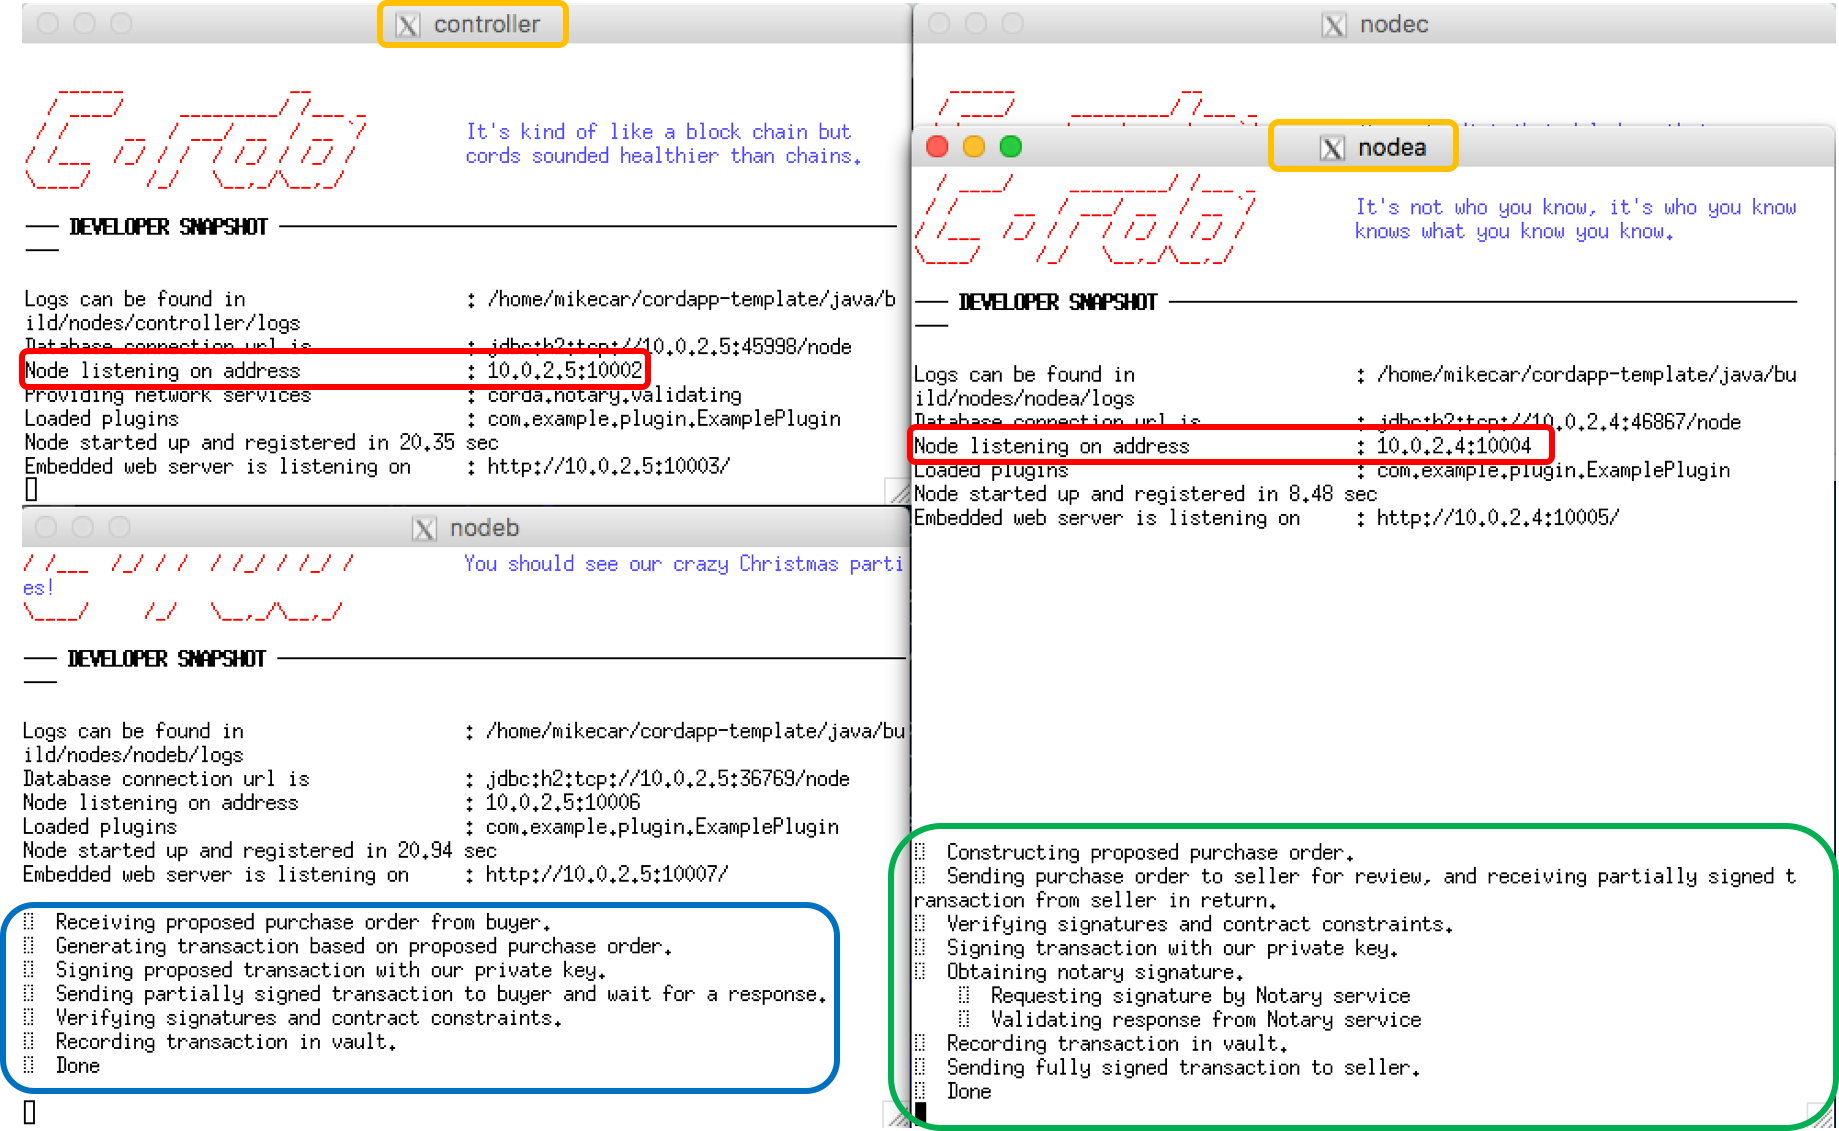 controller
It's kind of like a block chain but
cords sounded healthier than chains.
DEVELOPER SNAPSHOT
Logs can be found in : /home/mikecar/cordapp-template/java/b
ild/nodes/controller/logs
Database connection url is : jdbc:h2:tcp://10.0.2.5:45998/node
Node listening on address : 10.0.2.5:10002
Providing network services : corda.notary.validating
Loaded plugins : com.example.plugin.ExamplePlugin
Node started up and registered in 20.35 sec
Embedded web server is listening on : http://10.0.2.5:10003/
nodec
nodea
It's not who you know, it's who you know
knows what you know you know.
DEVELOPER SNAPSHOT
Logs can be found in : /home/mikecar/cordapp-template/java/bu
ild/nodes/nodea/logs
Database connection url is : jdbc:h2:tcp://10.0.2.4:46867/node
Node listening on address : 10.0.2.4:10004
Loaded plugins : com.example.plugin.ExamplePlugin
Node started up and registered in 8.48 sec
Embedded web server is listening on : http://10.0.2.4:10005/
Constructing proposed purchase order.
Sending purchase order to seller for review, and receiving partially signed t
ransaction from seller in return.
Verifying signatures and contract constraints.
Signing transaction with our private key.
Obtaining notary signature.
Requesting signature by Notary service
Validating response from Notary service
Recording transaction in vault.
Sending fully signed transaction to seller.
Done
nodeb
You should see our crazy Christmas parti
es!
DEVELOPER SNAPSHOT
Logs can be found in : /home/mikecar/cordapp-template/java/bu
ild/nodes/nodeb/logs
Database connection url is : jdbc:h2:tcp://10.0.2.5:36769/node
Node listening on address : 10.0.2.5:10006
Loaded plugins : com.example.plugin.ExamplePlugin
Node started up and registered in 20.94 sec
Embedded web server is listening on : http://10.0.2.5:10007/
Receiving proposed purchase order from buyer.
Generating transaction based on proposed purchase order.
Signing proposed transaction with our private key.
Sending partially signed transaction to buyer and wait for a response.
Verifying signatures and contract constraints.
Recording transaction in vault.
Done